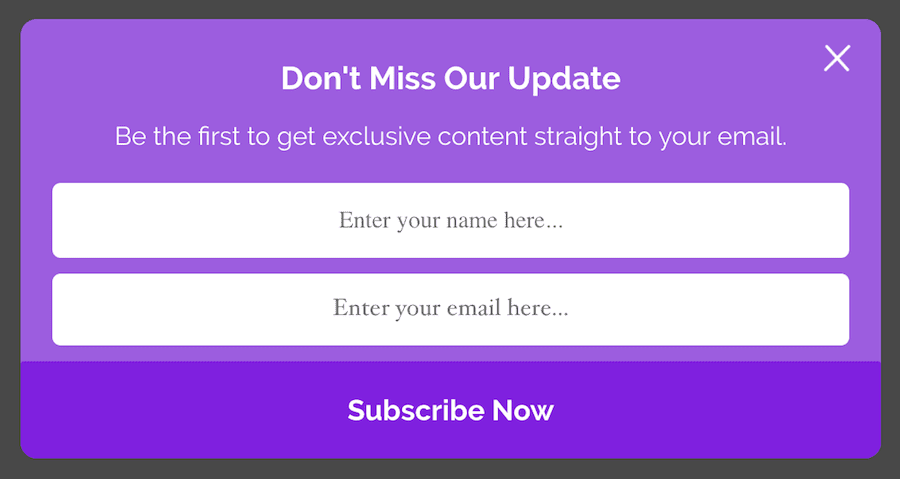 Don't Miss Our Update
Be the first to get exclusive content straight to your email.
Enter your name here...
Enter your email here...
Subscribe Now